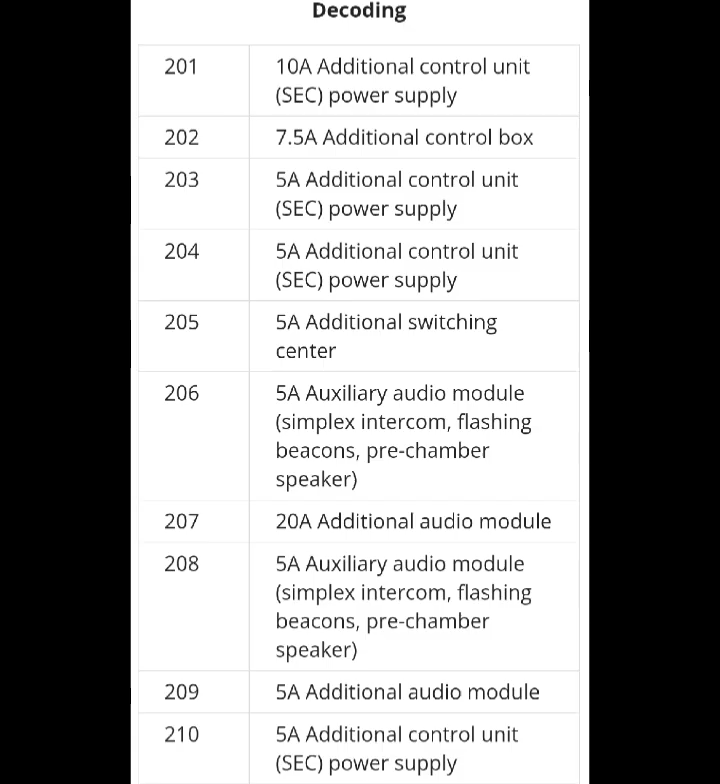 Decoding
201 10A Additional control unit
(SEC) power supply
202 7.5A Additional control box
203 5A Additional control unit
(SEC) power supply
204 5A Additional control unit
(SEC) power supply
205 5A Additional switching
center
206 5A Auxiliary audio module
(simplex intercom, flashing
beacons, pre-chamber
speaker)
207 20A Additional audio module
208 5A Auxiliary audio module
(simplex intercom, flashing
beacons, pre-chamber
speaker)
209 5A Additional audio module
210 5A Additional control unit
(SEC) power supply